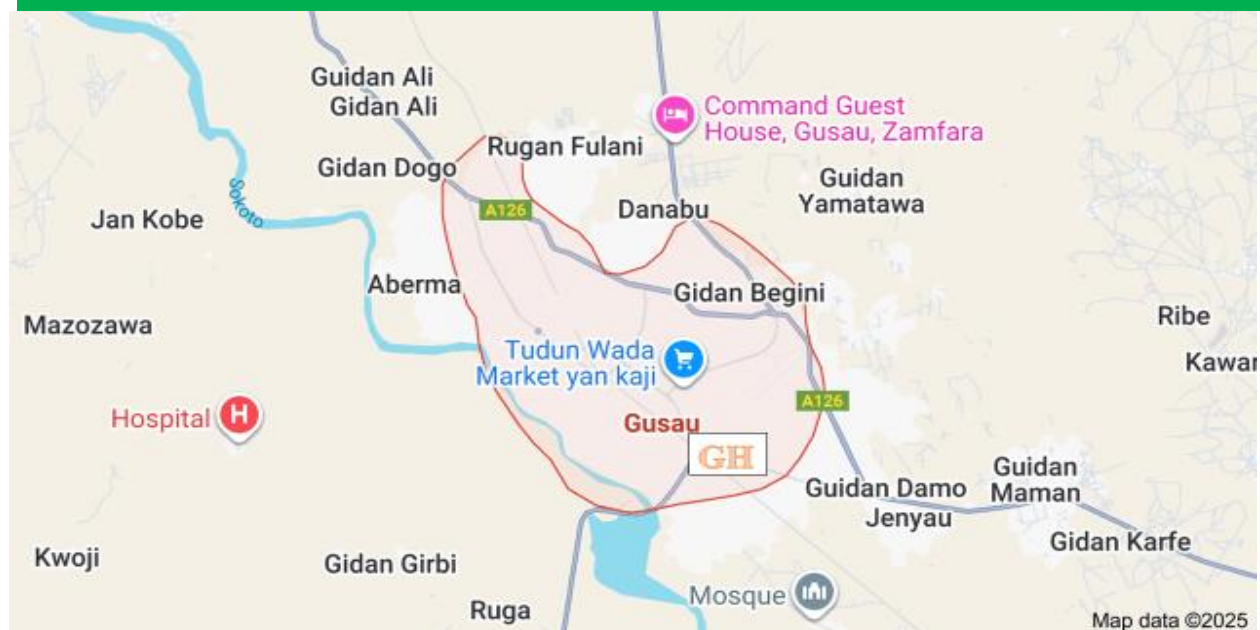 Guidan Ali
Gidan Ali
Command Guest
House, Gusau, Zamfara
Rugan Fulani
Gidan Dogo
Guidan
Yamatawa
Sokoto
Jan Kobe
A126
Danabu
Aberma
Gidan Begini
Mazozawa
Ribe
Tudun Wada
Market yan kaji
Kawar
Hospital
H
A126
Gusau
GH
Guidan Damo
Guidan
Maman
Jenyau
Gidan Karfe
Kwoji
Gidan Girbi
Mosque
Ruga
Map data ©2025